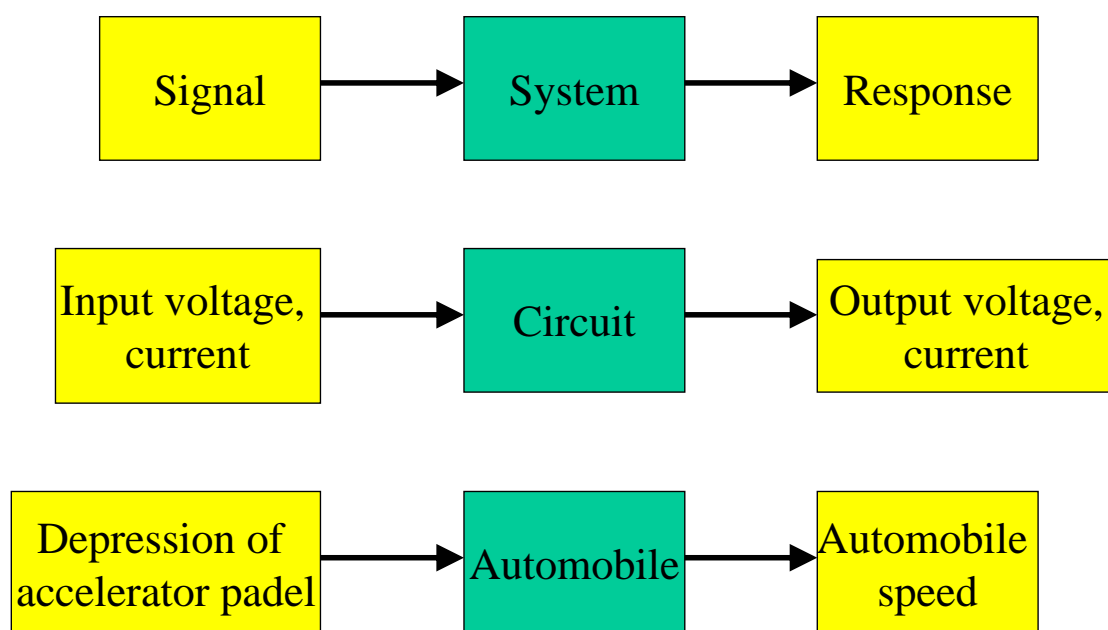 Signal
System
Response
Input voltage,
current
Circuit
Output voltage,
current
Depression of
accelerator padel
Automobile
Automobile
speed